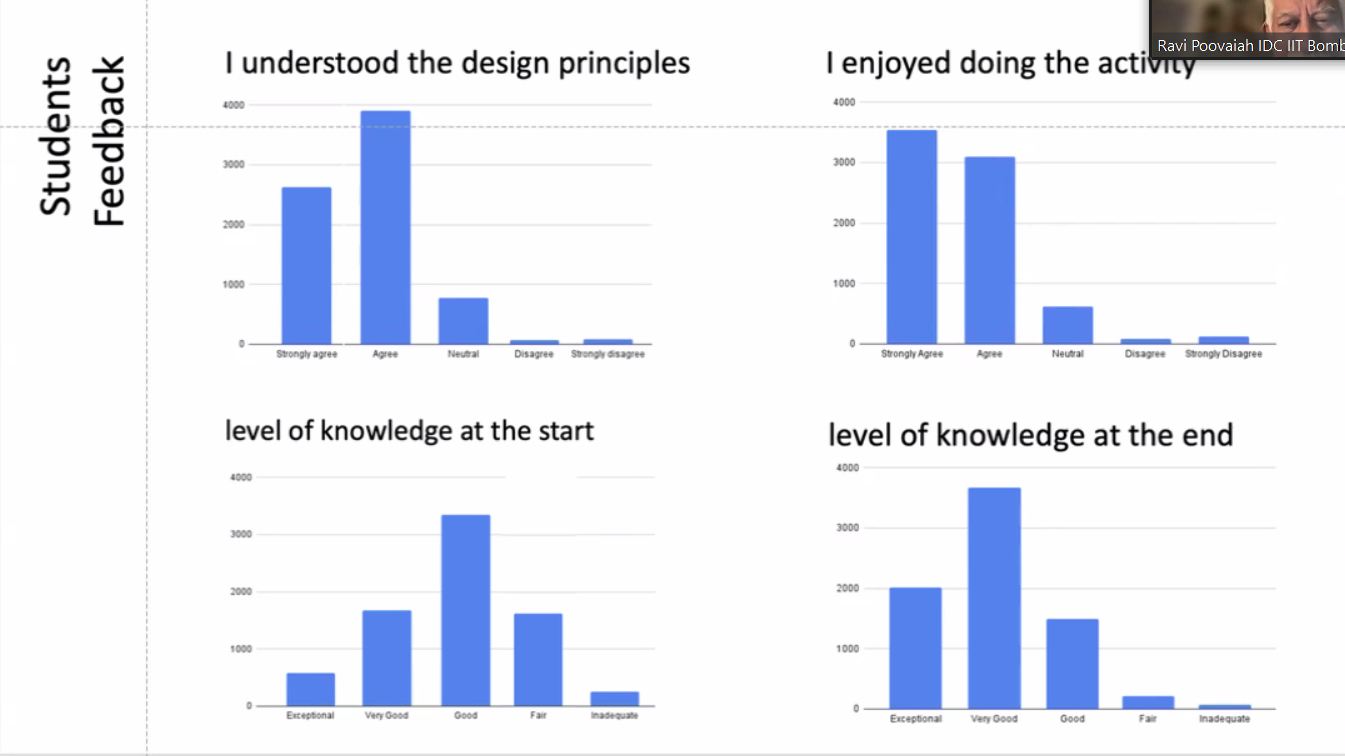 Students
Feedback
Ravi Poovaiah IDC IIT Bomb
I understood the design principles
4000
3000
2000
1000
0
Strongly agree
Agree
Neutral
Disagree
Strongly disagree
I enjoyed doing the activity
4000
3000
2000
1000
0
Strongly Agree
Agree
Neutral
Disagree
Strongly Disagree
level of knowledge at the start
4000
3000
2000
1000
0
Exceptional
Very Good
Good
Fair
Inadequate
level of knowledge at the end
4000
3000
2000
1000
0
Exceptional
Very Good
Good
Fair
Inadequate